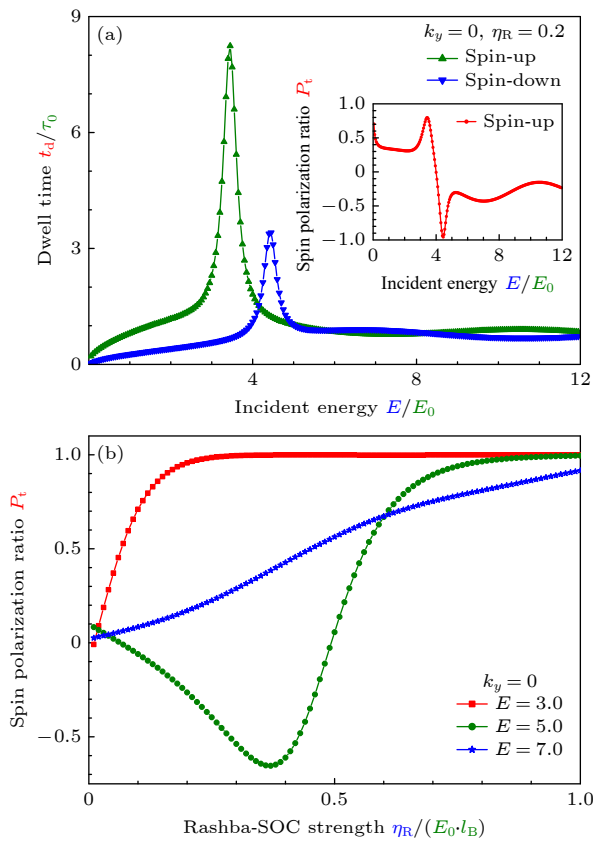 (a)
k_y = 0, η_R = 0.2
Spin-up
Spin-down
Dwell time t_d/τ_0
9
6
3
0
0
4
8
12
Incident energy E/E_0
Spin polarization ratio P_t
1.0
0.5
0
−0.5
−1.0
Spin-up
0
4
8
12
Incident energy E/E_0
(b)
Spin polarization ratio P_t
1.0
0.5
0
−0.5
k_y = 0
E = 3.0
E = 5.0
E = 7.0
0
0.5
1.0
Rashba-SOC strength η_R/(E_0·l_B)